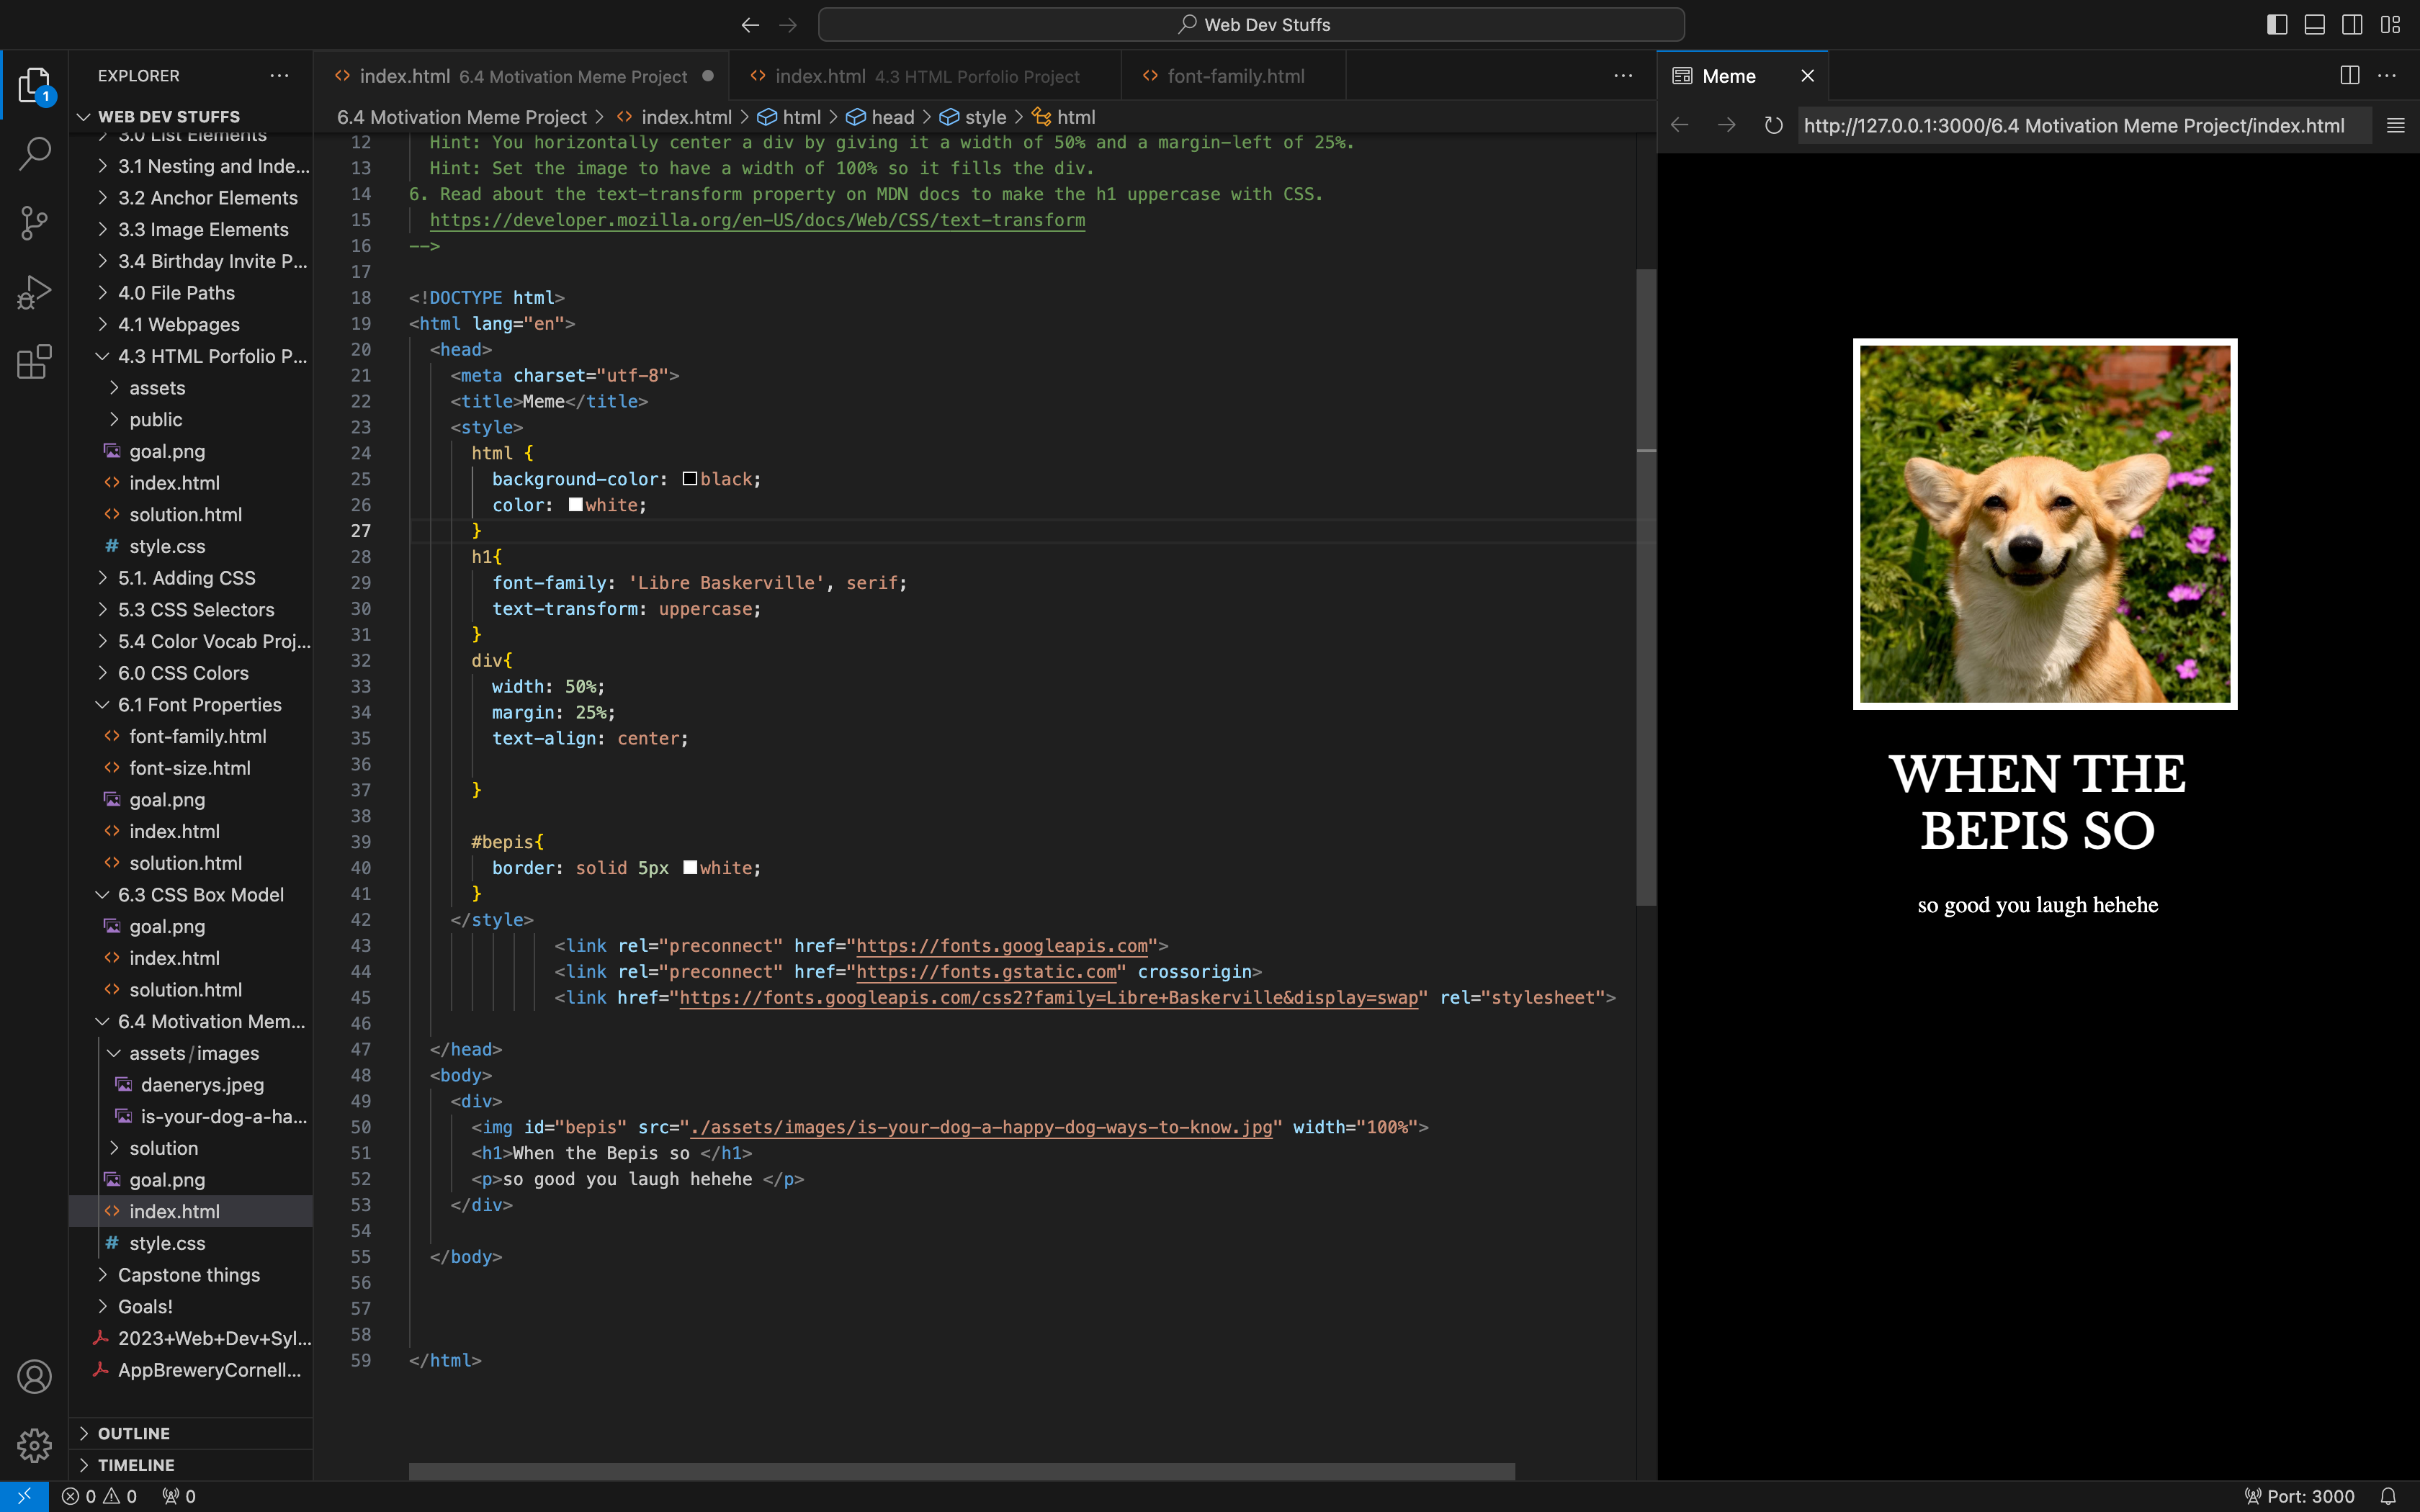 Web Dev Stuffs
EXPLORER
1
WEB DEV STUFFS
3.0 List Elements
3.1 Nesting and Inde...
3.2 Anchor Elements
3.3 Image Elements
3.4 Birthday Invite P...
4.0 File Paths
4.1 Webpages
4.3 HTML Porfolio P...
assets
public
goal.png
index.html
solution.html
style.css
5.1. Adding CSS
5.3 CSS Selectors
5.4 Color Vocab Proj...
6.0 CSS Colors
6.1 Font Properties
font-family.html
font-size.html
goal.png
index.html
solution.html
6.3 CSS Box Model
goal.png
index.html
solution.html
6.4 Motivation Mem...
assets/images
daenerys.jpeg
is-your-dog-a-ha...
solution
goal.png
index.html
style.css
Capstone things
Goals!
2023+Web+Dev+Syl...
AppBreweryCornell...
OUTLINE
TIMELINE
index.html 6.4 Motivation Meme Project
index.html 4.3 HTML Porfolio Project
font-family.html
6.4 Motivation Meme Project > index.html > html > head > style > html
12 Hint: You horizontally center a div by giving it a width of 50% and a margin-left of 25%.
13 Hint: Set the image to have a width of 100% so it fills the div.
14 6. Read about the text-transform property on MDN docs to make the h1 uppercase with CSS.
15 https://developer.mozilla.org/en-US/docs/Web/CSS/text-transform
16 -->
17
18 <!DOCTYPE html>
19 <html lang="en">
20 <head>
21 <meta charset="utf-8">
22 <title>Meme</title>
23 <style>
24 html {
25 background-color: black;
26 color: white;
27 }
28 h1{
29 font-family: 'Libre Baskerville', serif;
30 text-transform: uppercase;
31 }
32 div{
33 width: 50%;
34 margin: 25%;
35 text-align: center;
36
37 }
38
39 #bepis{
40 border: solid 5px white;
41 }
42 </style>
43 <link rel="preconnect" href="https://fonts.googleapis.com">
44 <link rel="preconnect" href="https://fonts.gstatic.com" crossorigin>
45 <link href="https://fonts.googleapis.com/css2?family=Libre+Baskerville&display=swap" rel="stylesheet">
46
47 </head>
48 <body>
49 <div>
50 <img id="bepis" src="./assets/images/is-your-dog-a-happy-dog-ways-to-know.jpg" width="100%">
51 <h1>When the Bepis so </h1>
52 <p>so good you laugh hehehe </p>
53 </div>
54
55 </body>
56
57
58
59 </html>
Meme
http://127.0.0.1:3000/6.4 Motivation Meme Project/index.html
WHEN THE
BEPIS SO
so good you laugh hehehe
0 0 0
Port: 3000